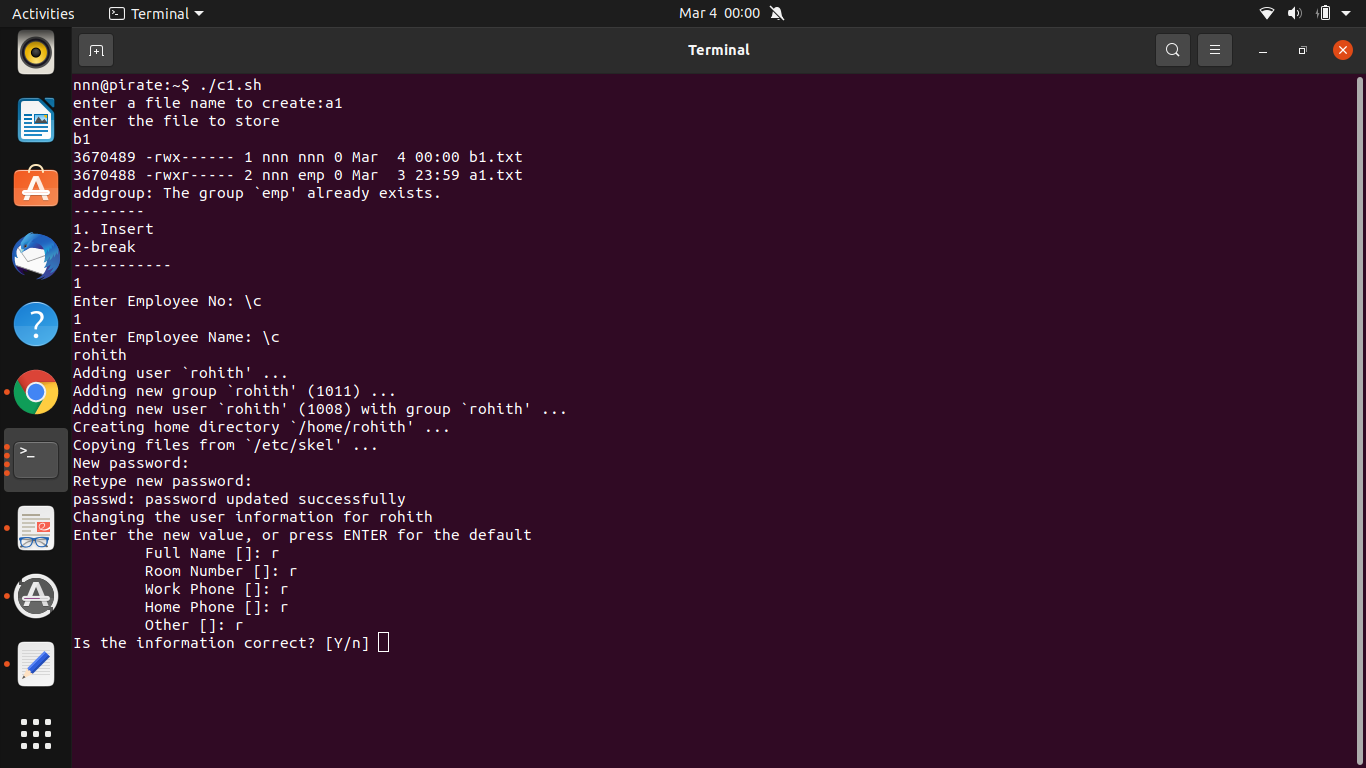 Activities
Terminal
Mar 4 00:00
Terminal
nnn@pirate:~$ ./c1.sh
enter a file name to create:a1
enter the file to store
b1
3670489 -rwx------ 1 nnn nnn 0 Mar  4 00:00 b1.txt
3670488 -rwxr----- 2 nnn emp 0 Mar  3 23:59 a1.txt
addgroup: The group `emp' already exists.
--------
1. Insert
2-break
-----------
1
Enter Employee No: \c
1
Enter Employee Name: \c
rohith
Adding user `rohith' ...
Adding new group `rohith' (1011) ...
Adding new user `rohith' (1008) with group `rohith' ...
Creating home directory `/home/rohith' ...
Copying files from `/etc/skel' ...
New password:
Retype new password:
passwd: password updated successfully
Changing the user information for rohith
Enter the new value, or press ENTER for the default
        Full Name []: r
        Room Number []: r
        Work Phone []: r
        Home Phone []: r
        Other []: r
Is the information correct? [Y/n]